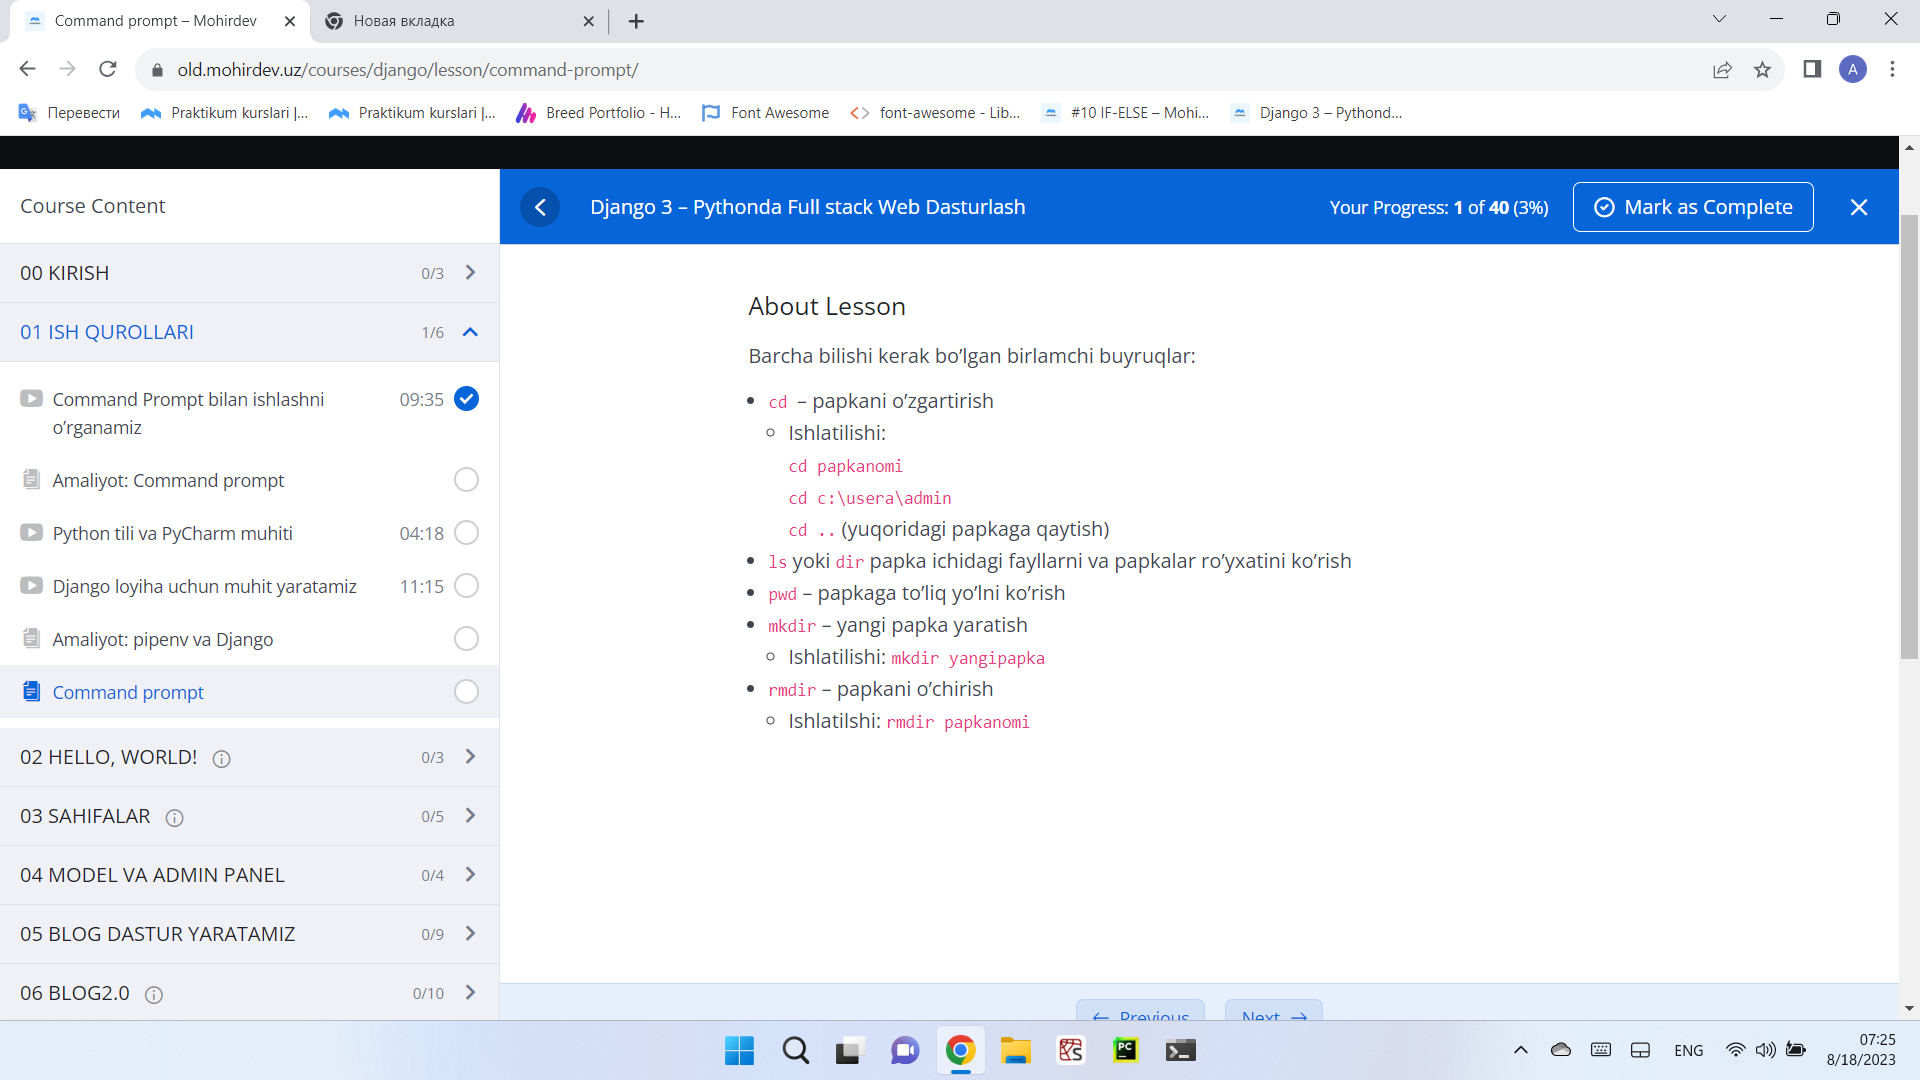 Command prompt – Mohirdev
Новая вкладка
old.mohirdev.uz/courses/django/lesson/command-prompt/
A
Перевести
Praktikum kurslari |...
Praktikum kurslari |...
Breed Portfolio - H...
Font Awesome
font-awesome - Lib...
#10 IF-ELSE – Mohi...
Django 3 – Pythond...
Course Content
Django 3 – Pythonda Full stack Web Dasturlash
Your Progress: 1 of 40 (3%)
Mark as Complete
00 KIRISH 0/3
01 ISH QUROLLARI 1/6
Command Prompt bilan ishlashni 09:35
o’rganamiz
Amaliyot: Command prompt
Python tili va PyCharm muhiti 04:18
Django loyiha uchun muhit yaratamiz 11:15
Amaliyot: pipenv va Django
Command prompt
02 HELLO, WORLD! 0/3
03 SAHIFALAR 0/5
04 MODEL VA ADMIN PANEL 0/4
05 BLOG DASTUR YARATAMIZ 0/9
06 BLOG2.0 0/10
About Lesson
Barcha bilishi kerak bo’lgan birlamchi buyruqlar:
cd – papkani o’zgartirish
Ishlatilishi:
cd papkanomi
cd c:\usera\admin
cd .. (yuqoridagi papkaga qaytish)
ls yoki dir papka ichidagi fayllarni va papkalar ro’yxatini ko’rish
pwd – papkaga to’liq yo’lni ko’rish
mkdir – yangi papka yaratish
Ishlatilishi: mkdir yangipapka
rmdir – papkani o’chirish
Ishlatilshi: rmdir papkanomi
← Previous
Next →
PC
ENG
07:25
8/18/2023